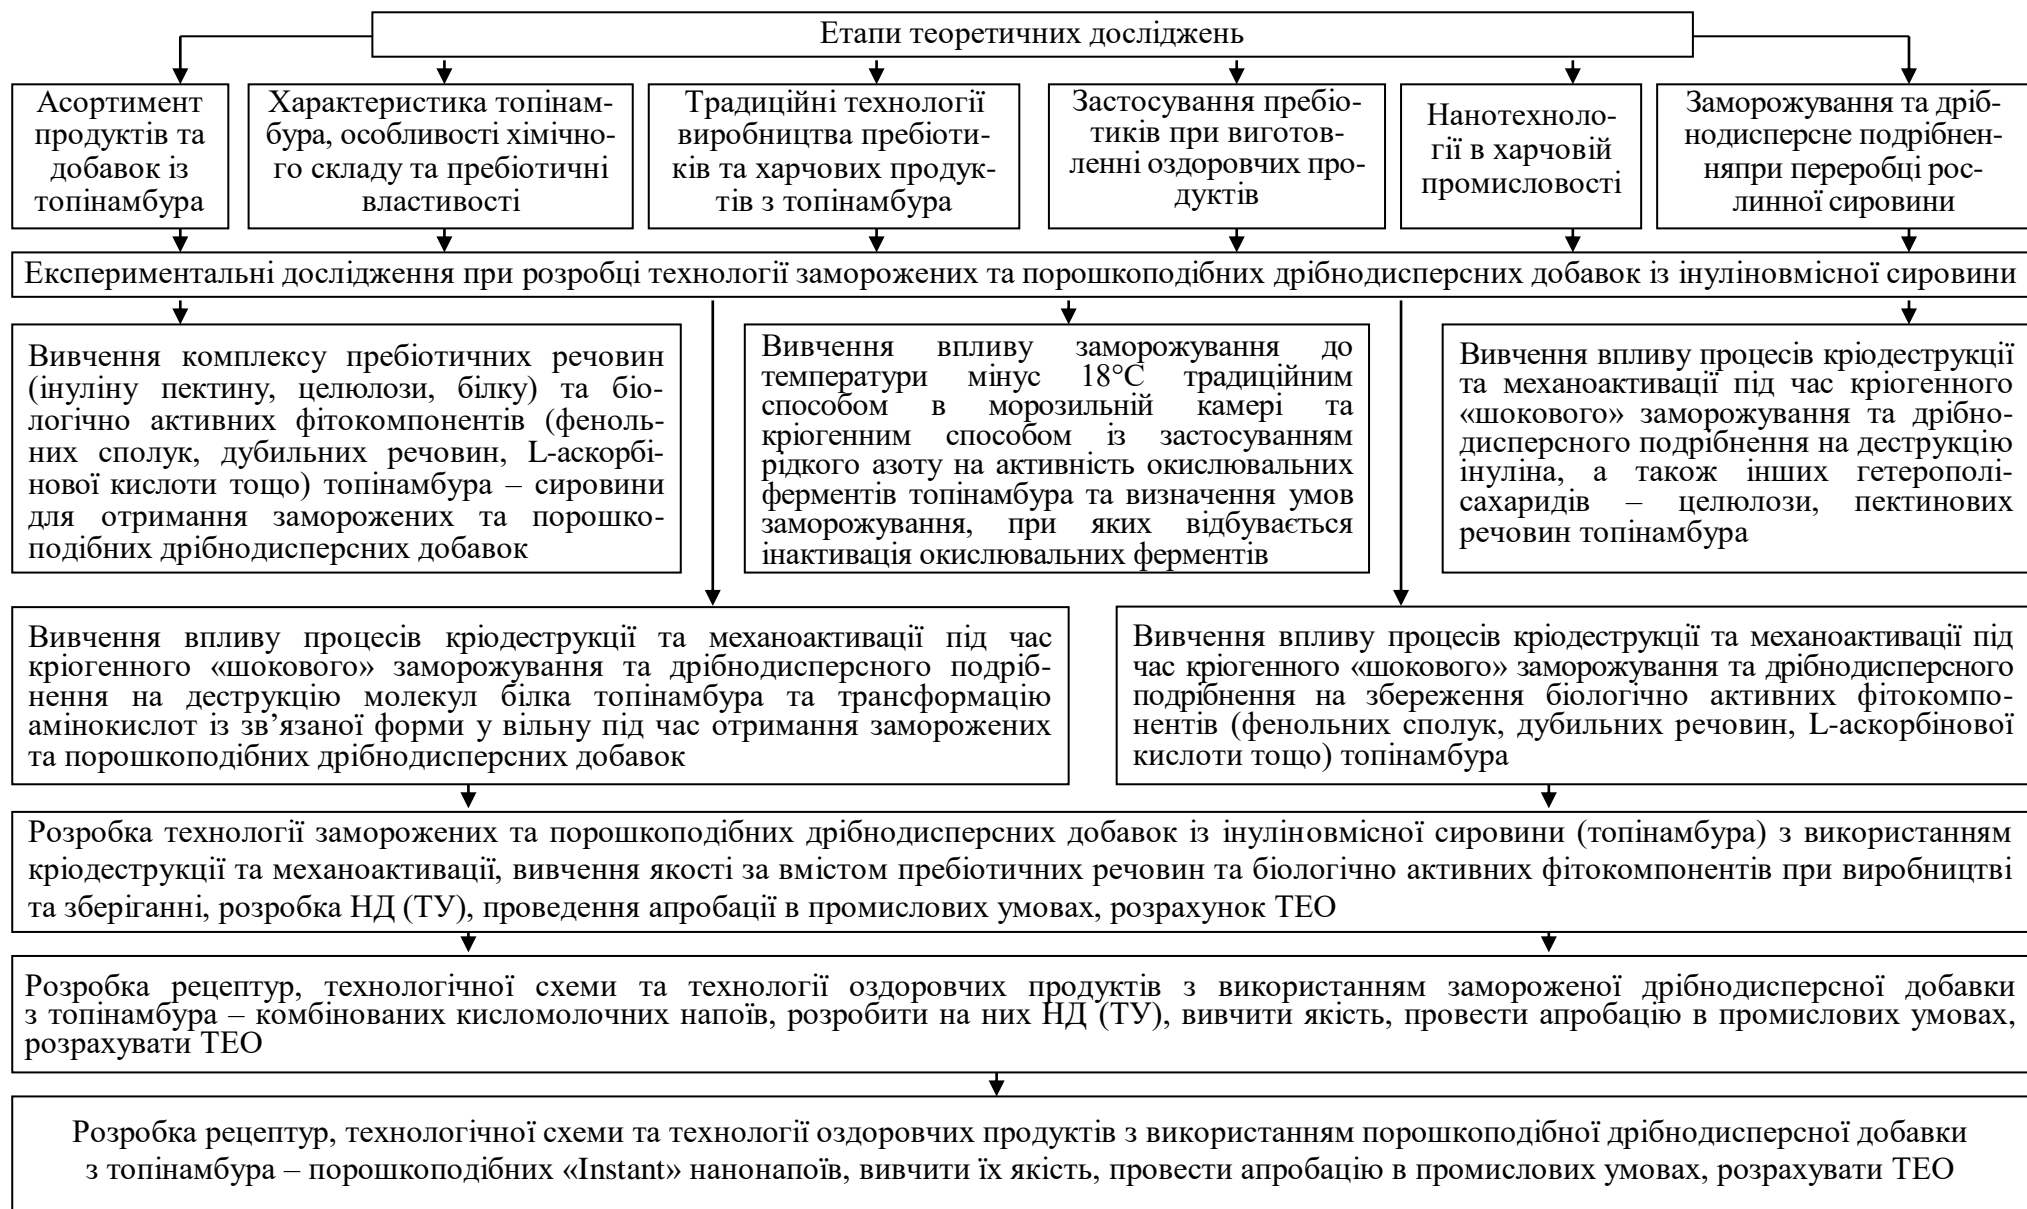 Етапи теоретичних досліджень
Асортимент
продуктів та
добавок із
топінамбура
Характеристика топінам-
бура, особливості хімічно-
го складу та пребіотичні
властивості
Традиційні технології
виробництва пребіоти-
ків та харчових продук-
тів з топінамбура
Застосування пребіо-
тиків при виготов-
ленні оздоровчих про-
дуктів
Нанотехноло-
гії в харчовій
промисловості
Заморожування та дріб-
нодисперсне подрібнен-
няпри переробці рос-
линної сировини
Експериментальні дослідження при розробці технології заморожених та порошкоподібних дрібнодисперсних добавок із інуліновмісної сировини
Вивчення комплексу пребіотичних речовин
(інуліну пектину, целюлози, білку) та біо-
логічно активних фітокомпонентів (феноль-
них сполук, дубильних речовин, L-аскорбі-
нової кислоти тощо) топінамбура – сировини
для отримання заморожених та порошко-
подібних дрібнодисперсних добавок
Вивчення впливу заморожування до
температури мінус 18°С традиційним
способом в морозильній камері та
кріогенним способом із застосуванням
рідкого азоту на активність окислювальних
ферментів топінамбура та визначення умов
заморожування, при яких відбувається
інактивація окислювальних ферментів
Вивчення впливу процесів кріодеструкції
та механоактивації під час кріогенного
«шокового» заморожування та дрібно-
дисперсного подрібнення на деструкцію
інуліна, а також інших гетерополі-
сахаридів – целюлози, пектинових
речовин топінамбура
Вивчення впливу процесів кріодеструкції та механоактивації під час
кріогенного «шокового» заморожування та дрібнодисперсного подріб-
нення на деструкцію молекул білка топінамбура та трансформацію
амінокислот із зв’язаної форми у вільну під час отримання заморожених
та порошкоподібних дрібнодисперсних добавок
Вивчення впливу процесів кріодеструкції та механоактивації під
час кріогенного «шокового» заморожування та дрібнодисперсного
подрібнення на збереження біологічно активних фітокомпо-
нентів (фенольних сполук, дубильних речовин, L-аскорбінової
кислоти тощо) топінамбура
Розробка технології заморожених та порошкоподібних дрібнодисперсних добавок із інуліновмісної сировини (топінамбура) з використанням
кріодеструкції та механоактивації, вивчення якості за вмістом пребіотичних речовин та біологічно активних фітокомпонентів при виробництві
та зберіганні, розробка НД (ТУ), проведення апробації в промислових умовах, розрахунок ТЕО
Розробка рецептур, технологічної схеми та технології оздоровчих продуктів з використанням замороженої дрібнодисперсної добавки
з топінамбура – комбінованих кисломолочних напоїв, розробити на них НД (ТУ), вивчити якість, провести апробацію в промислових умовах,
розрахувати ТЕО
Розробка рецептур, технологічної схеми та технології оздоровчих продуктів з використанням порошкоподібної дрібнодисперсної добавки
з топінамбура – порошкоподібних «Instant» нанонапоїв, вивчити їх якість, провести апробацію в промислових умовах, розрахувати ТЕО